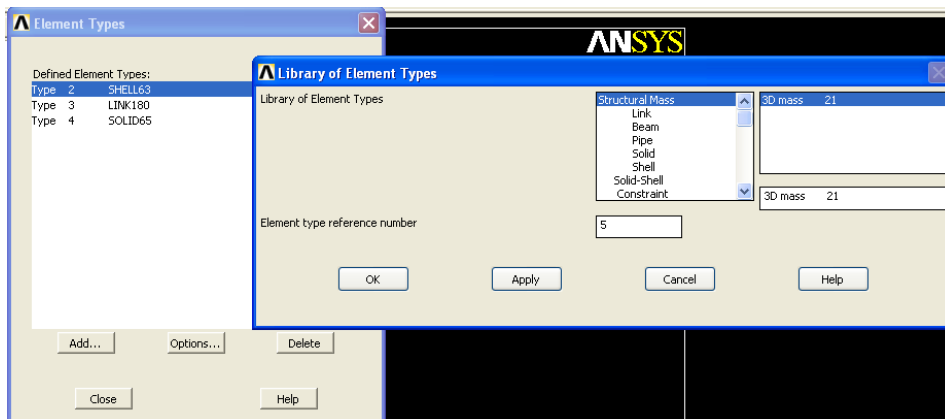 Element Types
ANSYS
Defined Element Types:
Type 2 SHELL63
Type 3 LINK180
Type 4 SOLID65
Add...
Options...
Delete
Close
Help
Library of Element Types
Library of Element Types
Structural Mass
Link
Beam
Pipe
Solid
Shell
Solid-Shell
Constraint
3D mass 21
3D mass 21
Element type reference number
5
OK
Apply
Cancel
Help